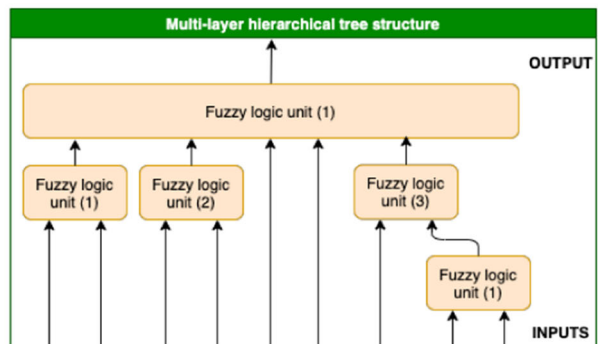 Multi-layer hierarchical tree structure
OUTPUT
Fuzzy logic unit (1)
Fuzzy logic
unit (1)
Fuzzy logic
unit (2)
Fuzzy logic
unit (3)
Fuzzy logic
unit (1)
INPUTS